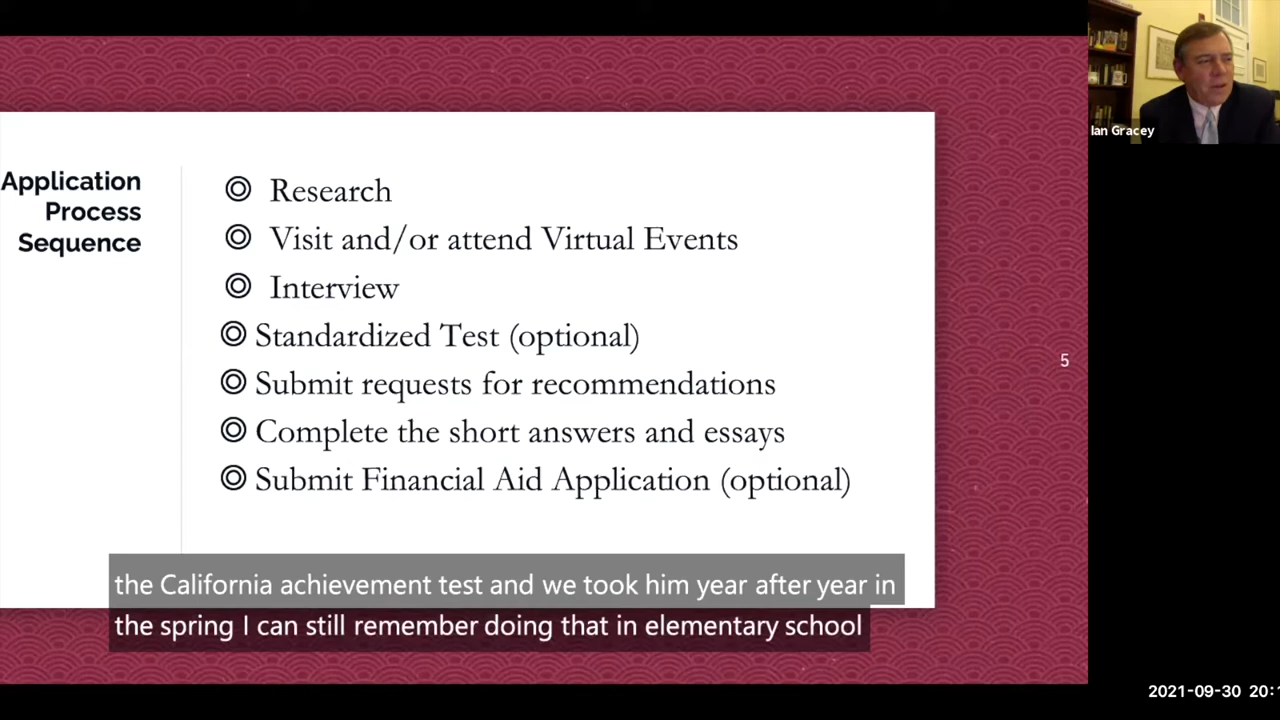 Application
Process
Sequence
Research
Visit and/or attend Virtual Events
Interview
Standardized Test (optional)
Submit requests for recommendations
Complete the short answers and essays
Submit Financial Aid Application (optional)
5
the California achievement test and we took him year after year in
the spring I can still remember doing that in elementary school
Ian Gracey
2021-09-30